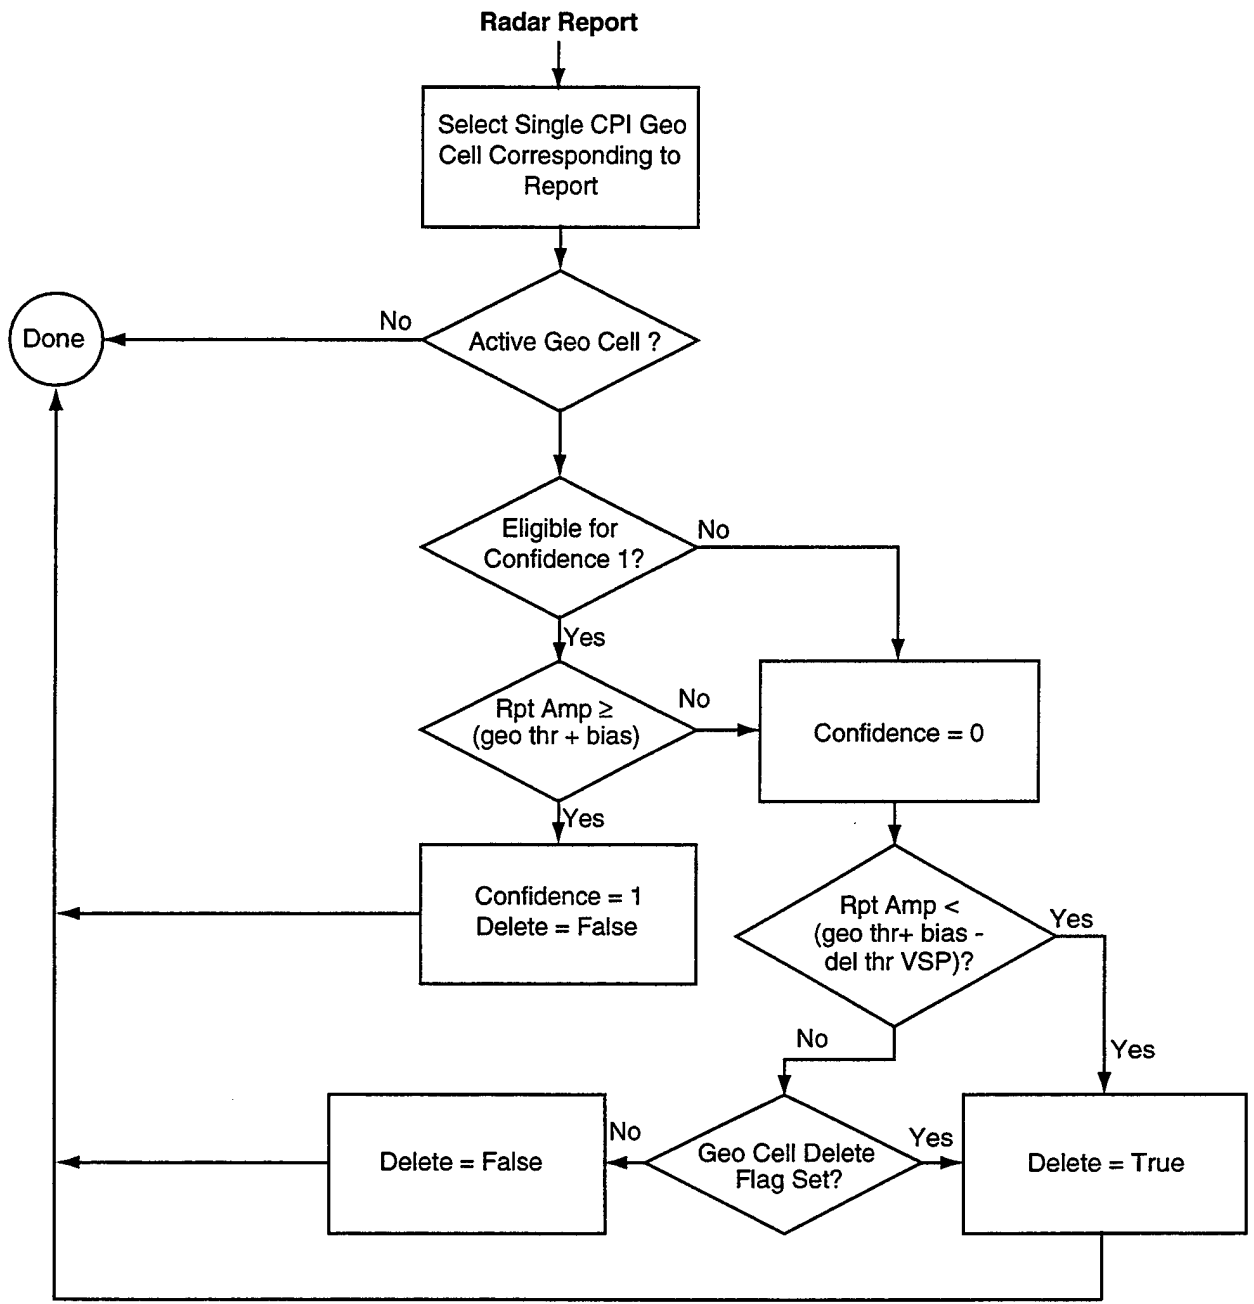 Radar Report
Select Single CPI Geo
Cell Corresponding to
Report
Done
No
Active Geo Cell ?
Eligible for
Confidence 1?
No
Yes
Rpt Amp ≥
(geo thr + bias)
No
Confidence = 0
Yes
Confidence = 1
Delete = False
Rpt Amp <
(geo thr+ bias -
del thr VSP)?
Yes
No
Yes
Delete = False
No
Geo Cell Delete
Flag Set?
Yes
Delete = True